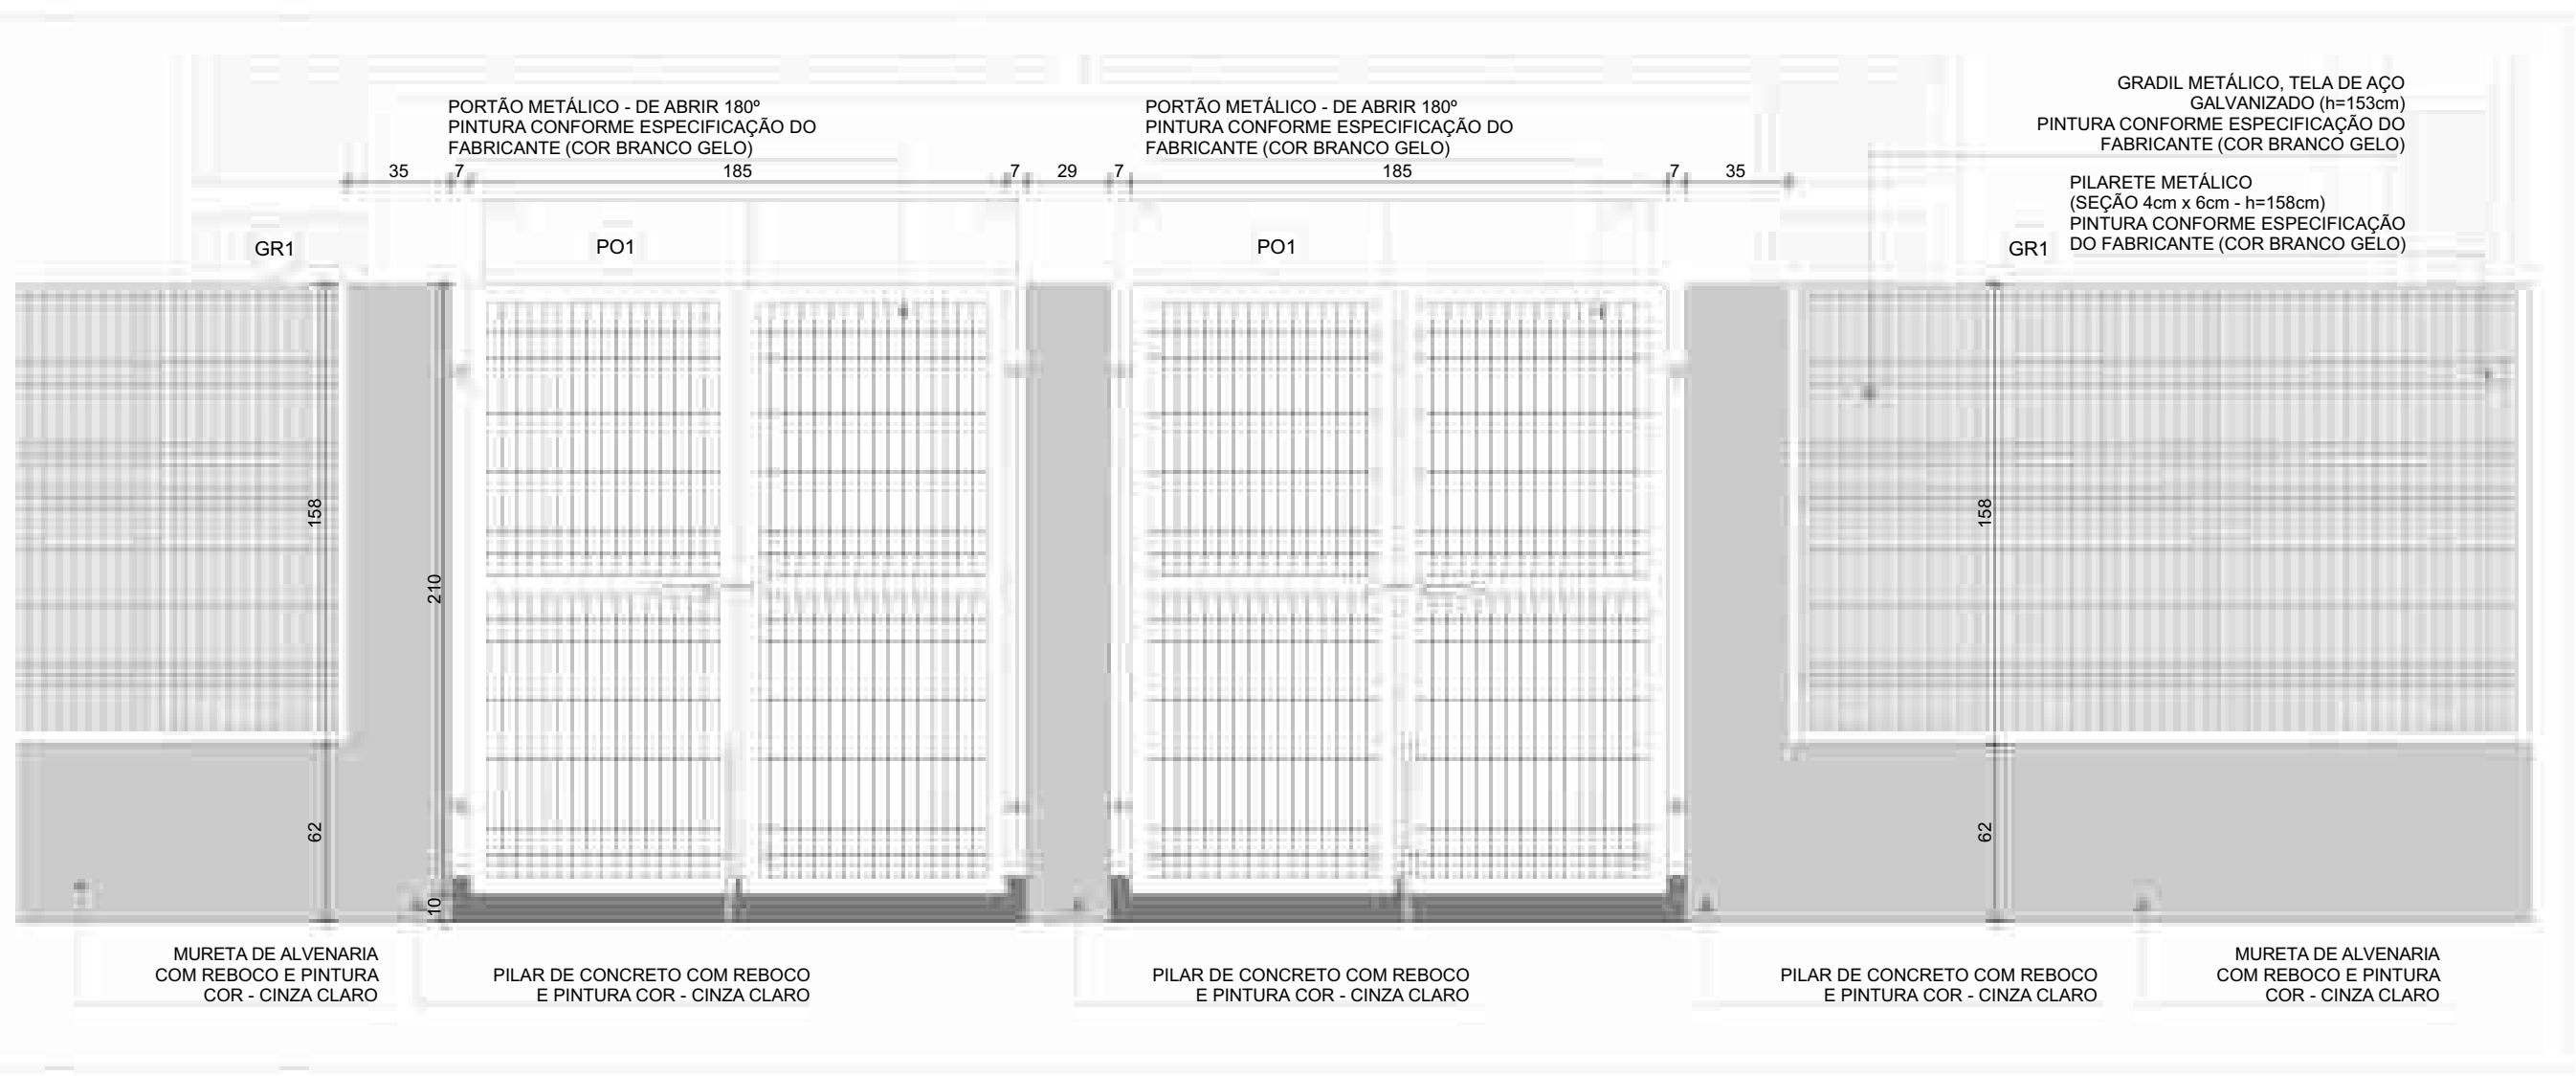 PORTÃO METÁLICO - DE ABRIR 180º
PINTURA CONFORME ESPECIFICAÇÃO DO
FABRICANTE (COR BRANCO GELO)
PORTÃO METÁLICO - DE ABRIR 180º
PINTURA CONFORME ESPECIFICAÇÃO DO
FABRICANTE (COR BRANCO GELO)
GRADIL METÁLICO, TELA DE AÇO
GALVANIZADO (h=153cm)
PINTURA CONFORME ESPECIFICAÇÃO DO
FABRICANTE (COR BRANCO GELO)
35 7 185 7 29 7 185 7 35
PILARETE METÁLICO
(SEÇÃO 4cm x 6cm - h=158cm)
PINTURA CONFORME ESPECIFICAÇÃO
DO FABRICANTE (COR BRANCO GELO)
GR1
PO1
PO1
GR1
158
210
158
62
10
62
MURETA DE ALVENARIA
COM REBOCO E PINTURA
COR - CINZA CLARO
PILAR DE CONCRETO COM REBOCO
E PINTURA COR - CINZA CLARO
PILAR DE CONCRETO COM REBOCO
E PINTURA COR - CINZA CLARO
PILAR DE CONCRETO COM REBOCO
E PINTURA COR - CINZA CLARO
MURETA DE ALVENARIA
COM REBOCO E PINTURA
COR - CINZA CLARO